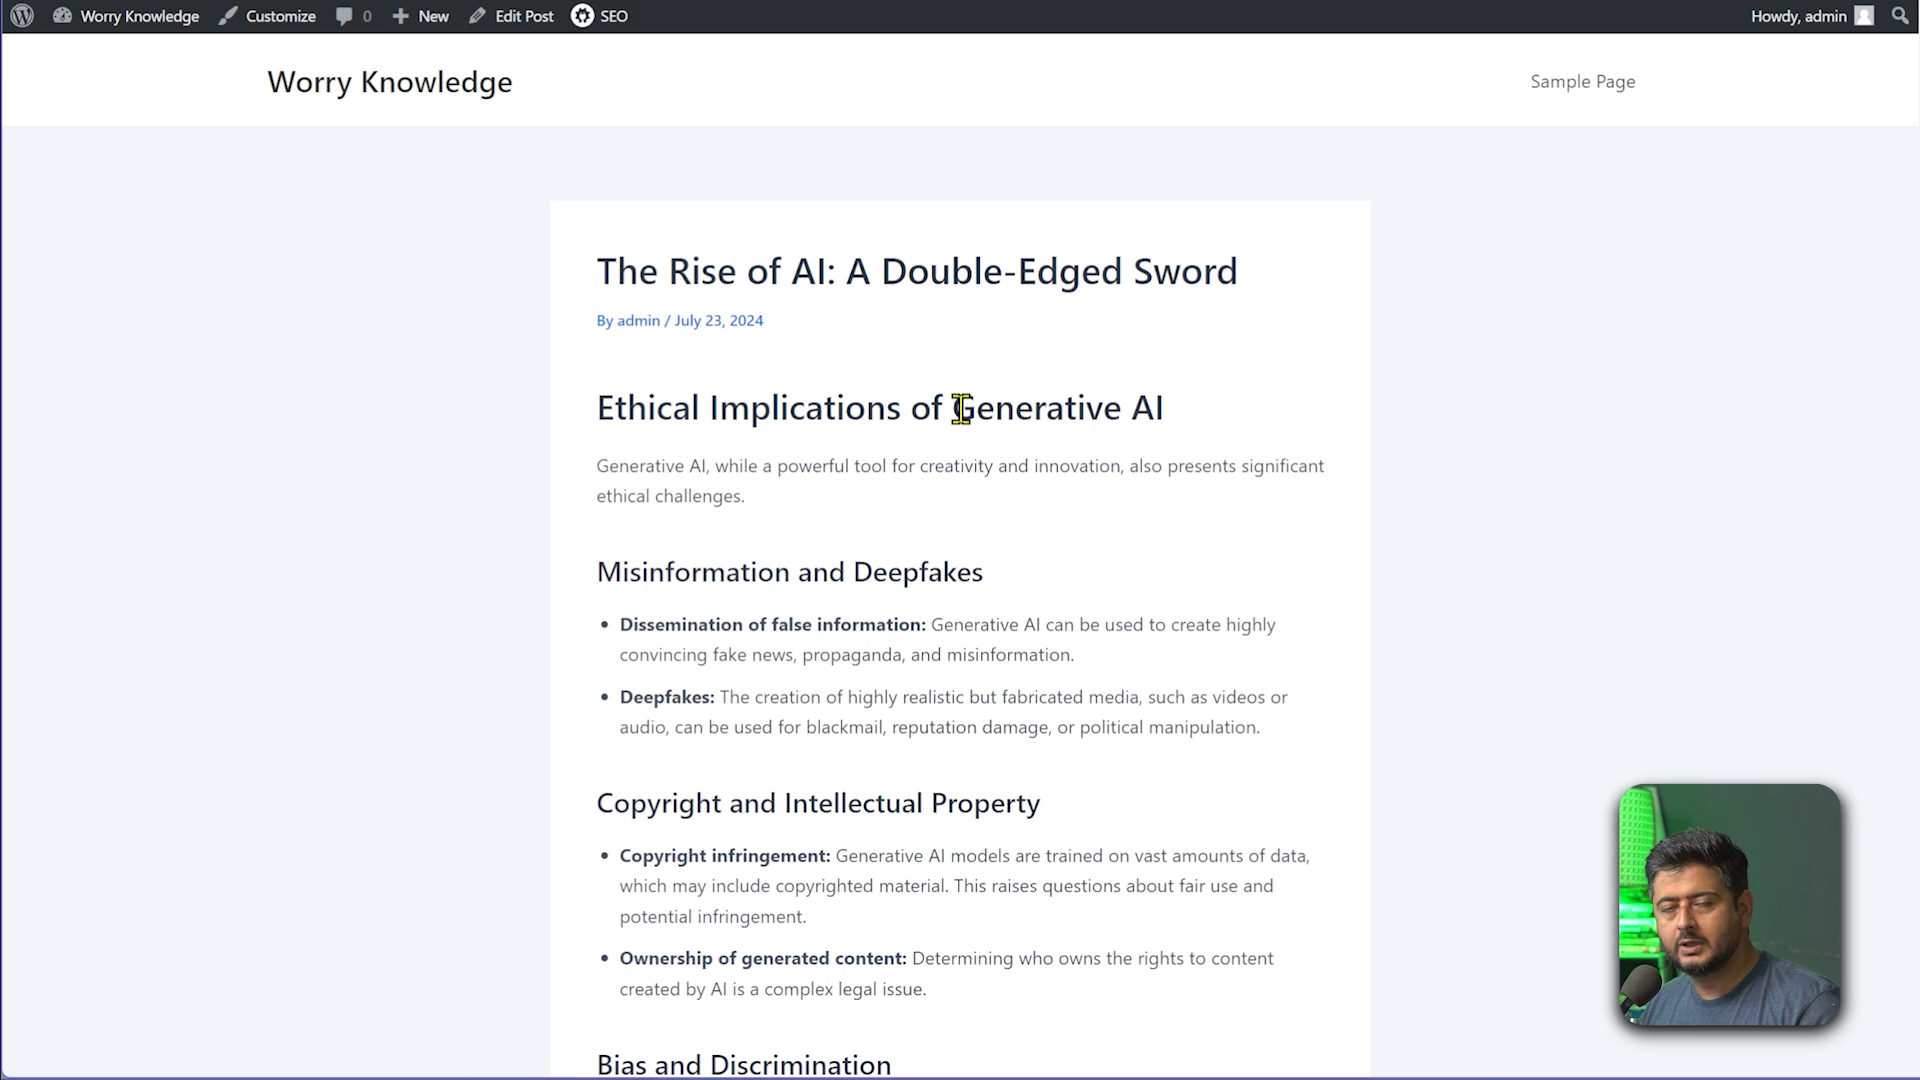 Worry Knowledge
Customize
0
New
Edit Post
SEO
Howdy, admin
Worry Knowledge
Sample Page
The Rise of AI: A Double-Edged Sword
By admin / July 23, 2024
Ethical Implications of Generative AI
Generative AI, while a powerful tool for creativity and innovation, also presents significant
ethical challenges.
Misinformation and Deepfakes
• Dissemination of false information: Generative AI can be used to create highly
convincing fake news, propaganda, and misinformation.
• Deepfakes: The creation of highly realistic but fabricated media, such as videos or
audio, can be used for blackmail, reputation damage, or political manipulation.
Copyright and Intellectual Property
• Copyright infringement: Generative AI models are trained on vast amounts of data,
which may include copyrighted material. This raises questions about fair use and
potential infringement.
• Ownership of generated content: Determining who owns the rights to content
created by AI is a complex legal issue.
Bias and Discrimination